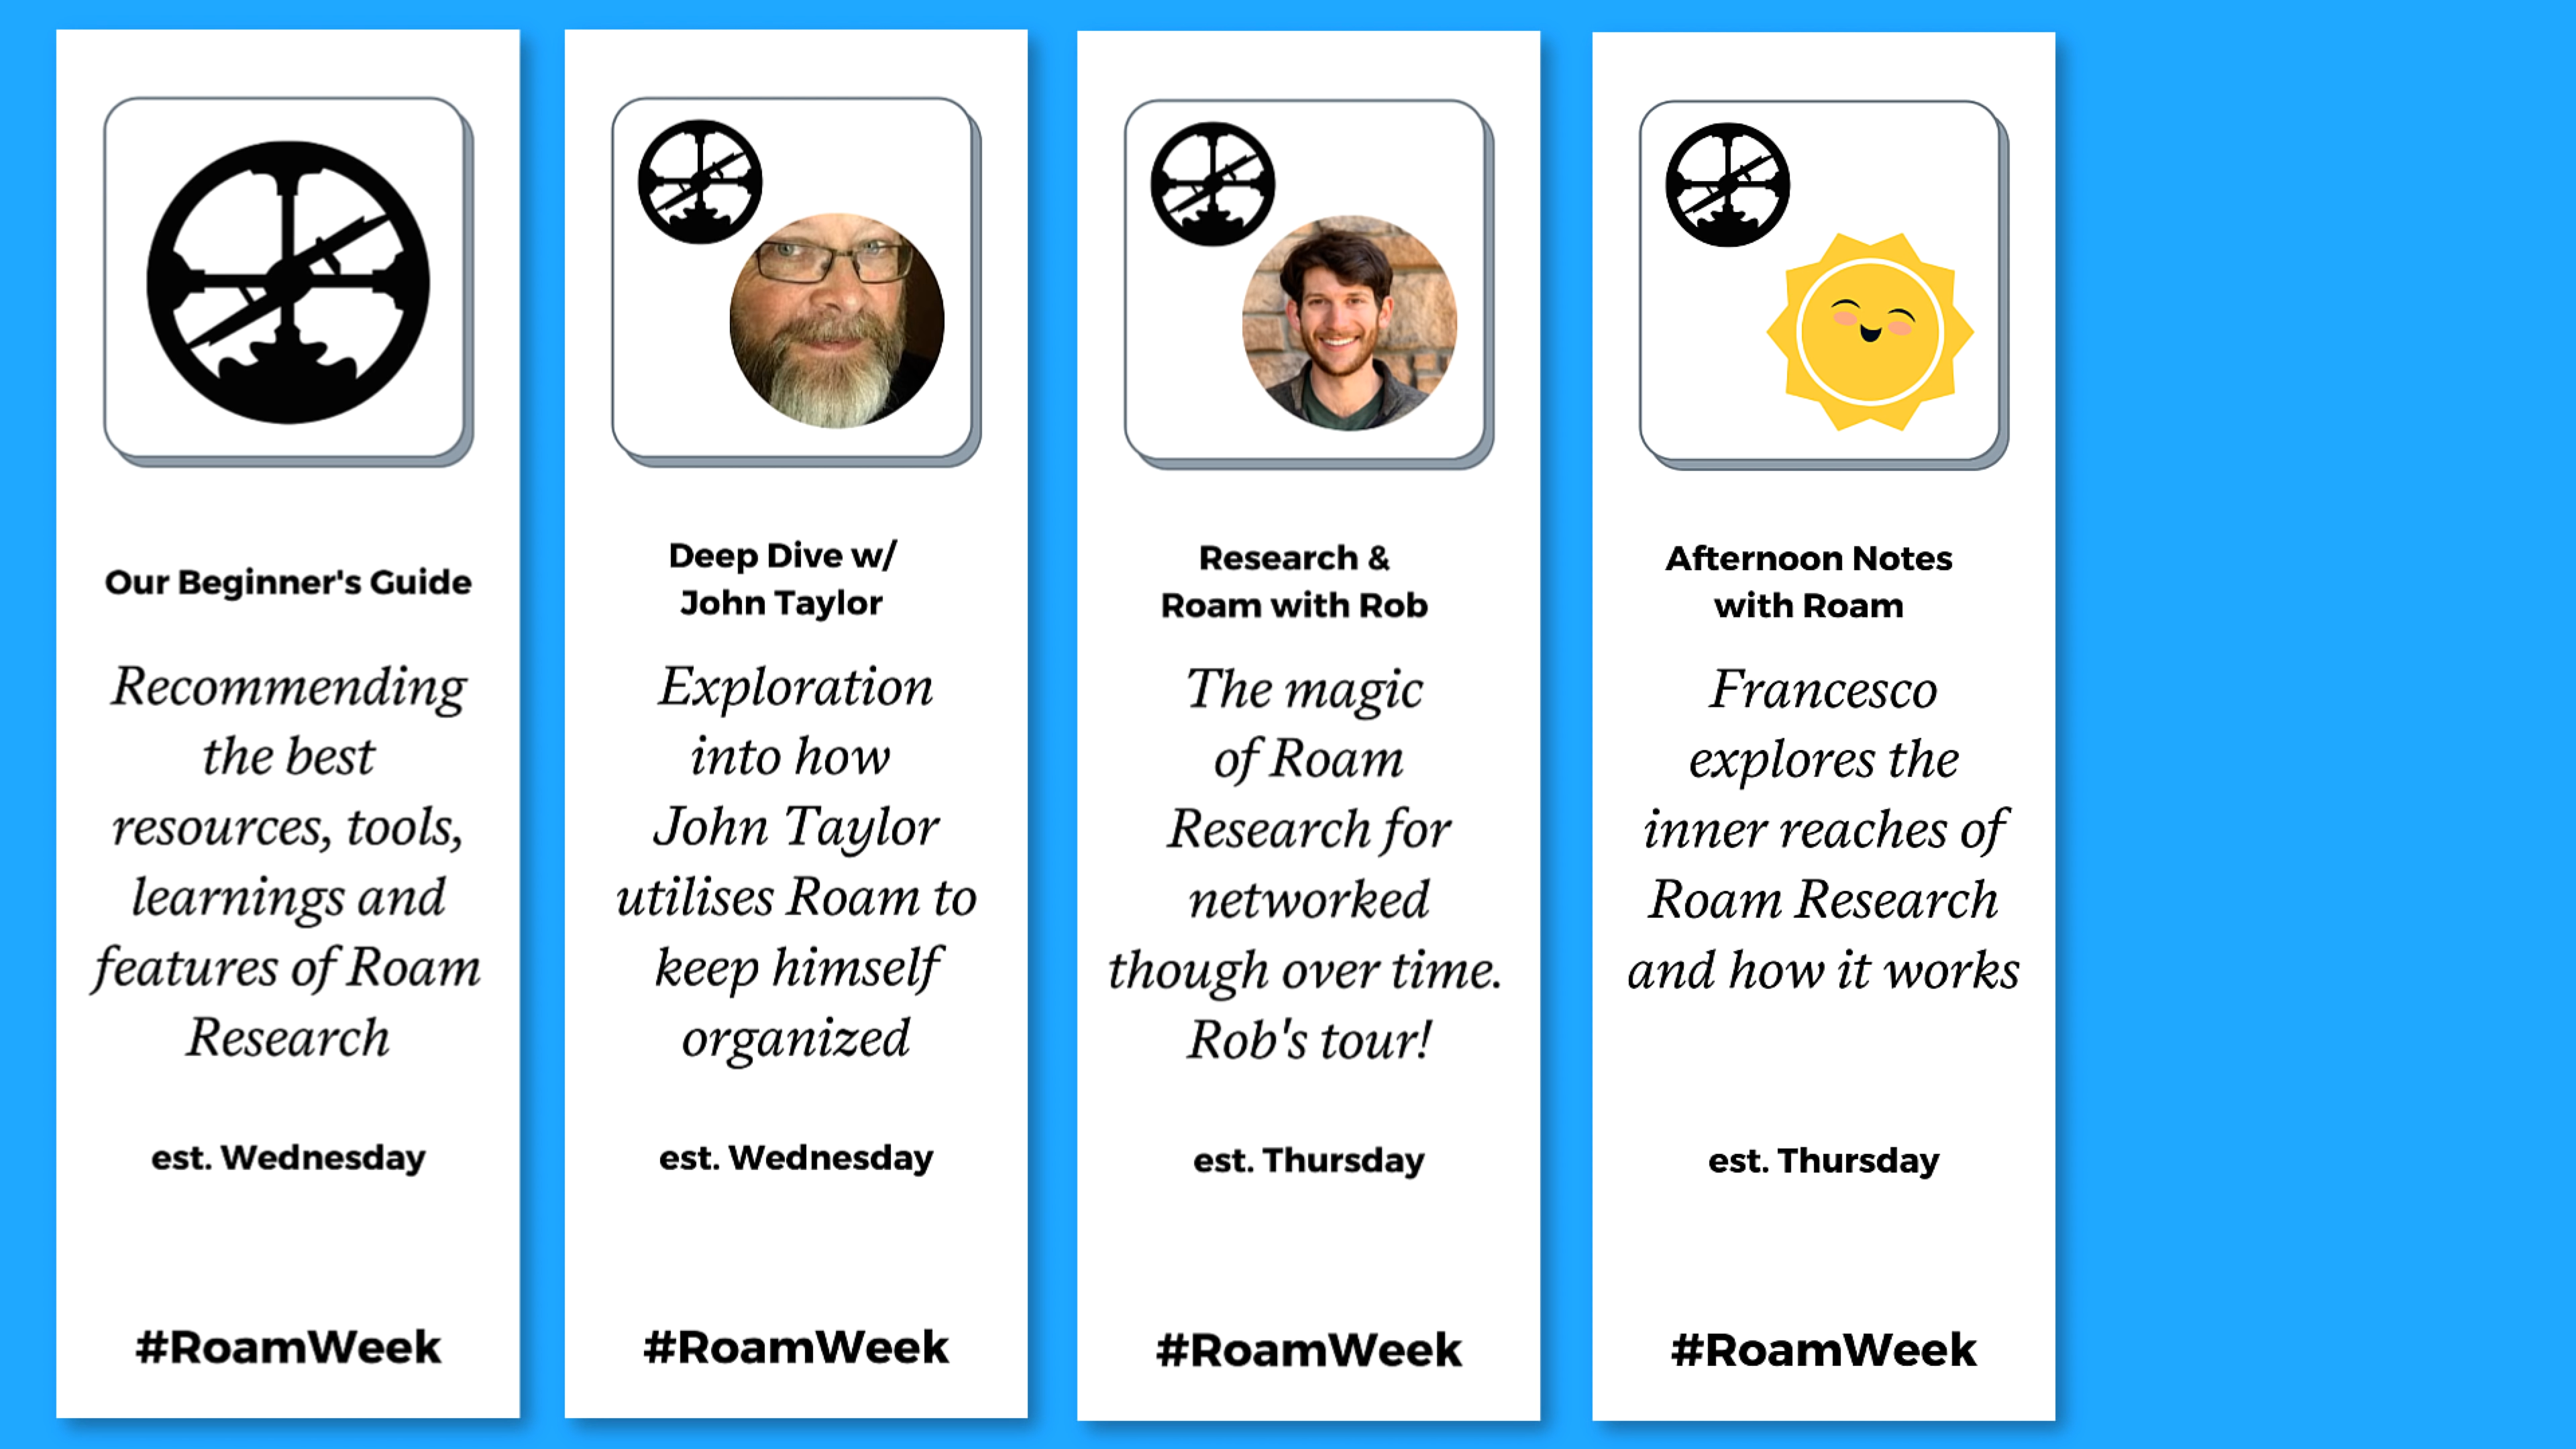 Our Beginner's Guide
Recommending
the best
resources, tools,
learnings and
features of Roam
Research
est. Wednesday
#RoamWeek
Deep Dive w/
John Taylor
Exploration
into how
John Taylor
utilises Roam to
keep himself
organized
est. Wednesday
#RoamWeek
Research &
Roam with Rob
The magic
of Roam
Research for
networked
though over time.
Rob's tour!
est. Thursday
#RoamWeek
Afternoon Notes
with Roam
Francesco
explores the
inner reaches of
Roam Research
and how it works
est. Thursday
#RoamWeek